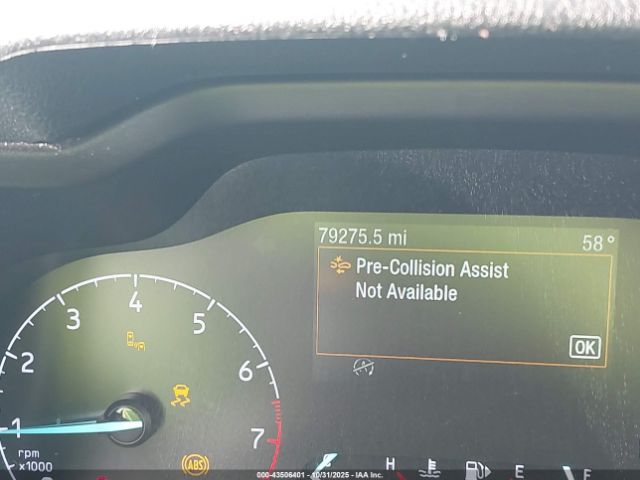 79275.5 mi 58°
Pre-Collision Assist
Not Available
OK
4
3 5
2 6
1 7
rpm
x1000
ABS
H E F
000-43506401 - 10/31/2025 - IAA Inc.